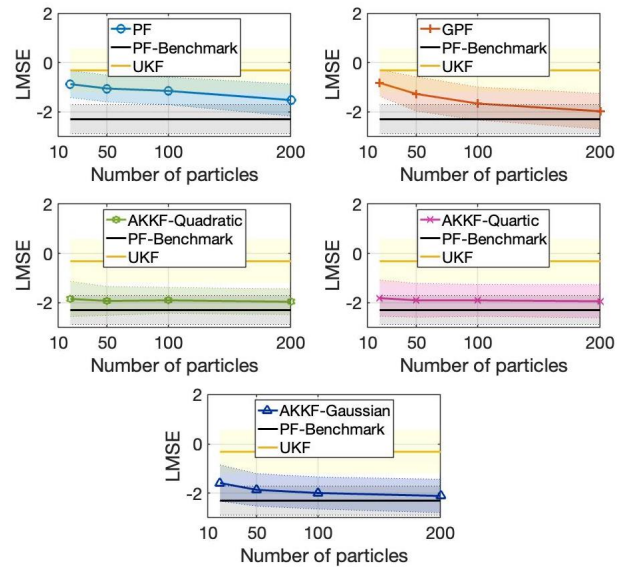 2
0
-2
LMSE
PF
PF-Benchmark
UKF
10 50 100 200
Number of particles
2
0
-2
LMSE
GPF
PF-Benchmark
UKF
10 50 100 200
Number of particles
2
0
-2
LMSE
AKKF-Quadratic
PF-Benchmark
UKF
10 50 100 200
Number of particles
2
0
-2
LMSE
AKKF-Quartic
PF-Benchmark
UKF
10 50 100 200
Number of particles
2
0
-2
LMSE
AKKF-Gaussian
PF-Benchmark
UKF
10 50 100 200
Number of particles